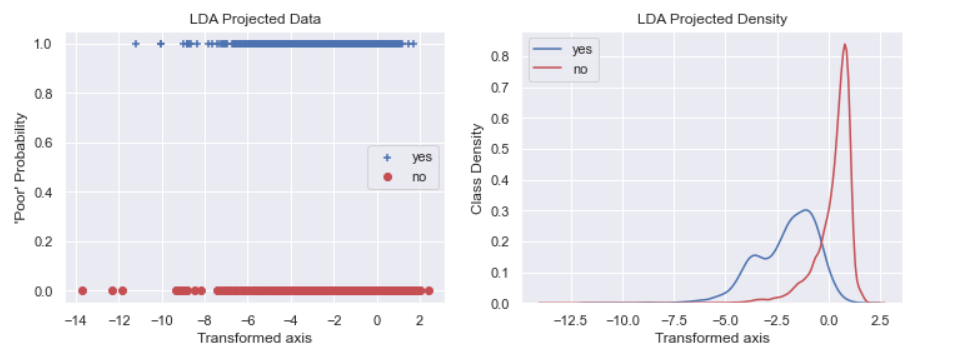 LDA Projected Data
1.0
0.8
0.6
0.4
0.2
0.0
'Poor' Probability
yes
no
−14 −12 −10 −8 −6 −4 −2 0 2
Transformed axis
LDA Projected Density
yes
no
0.8
0.7
0.6
0.5
0.4
0.3
0.2
0.1
0.0
Class Density
−12.5 −10.0 −7.5 −5.0 −2.5 0.0 2.5
Transformed axis